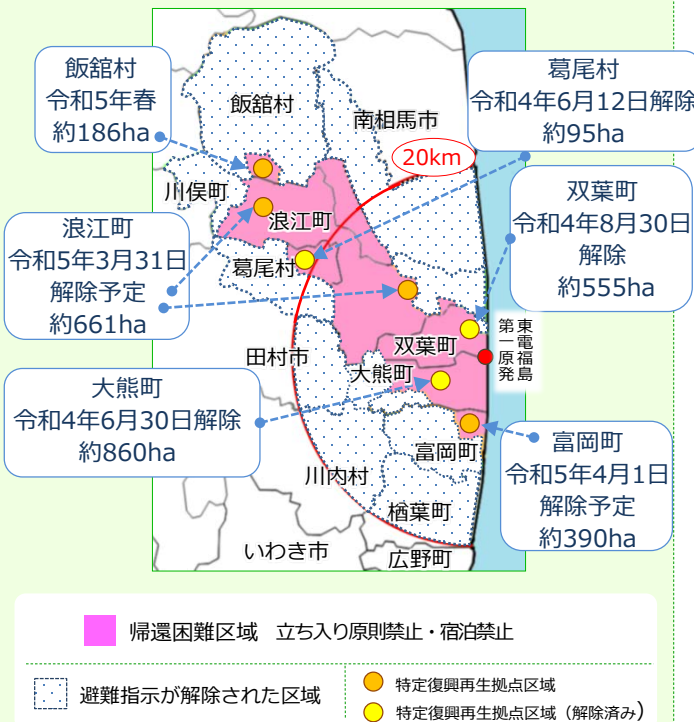 飯舘村
令和5年春
約186ha
葛尾村
令和4年6月12日解除
約95ha
飯舘村
南相馬市
20km
川俣町
双葉町
令和4年8月30日
解除
約555ha
浪江町
令和5年3月31日
解除予定
約661ha
浪江町
葛尾村
東電福島
第一原発
双葉町
田村市
大熊町
大熊町
令和4年6月30日解除
約860ha
富岡町
富岡町
令和5年4月1日
解除予定
約390ha
川内村
楢葉町
いわき市
広野町
帰還困難区域 立ち入り原則禁止・宿泊禁止
避難指示が解除された区域
特定復興再生拠点区域
特定復興再生拠点区域（解除済み）